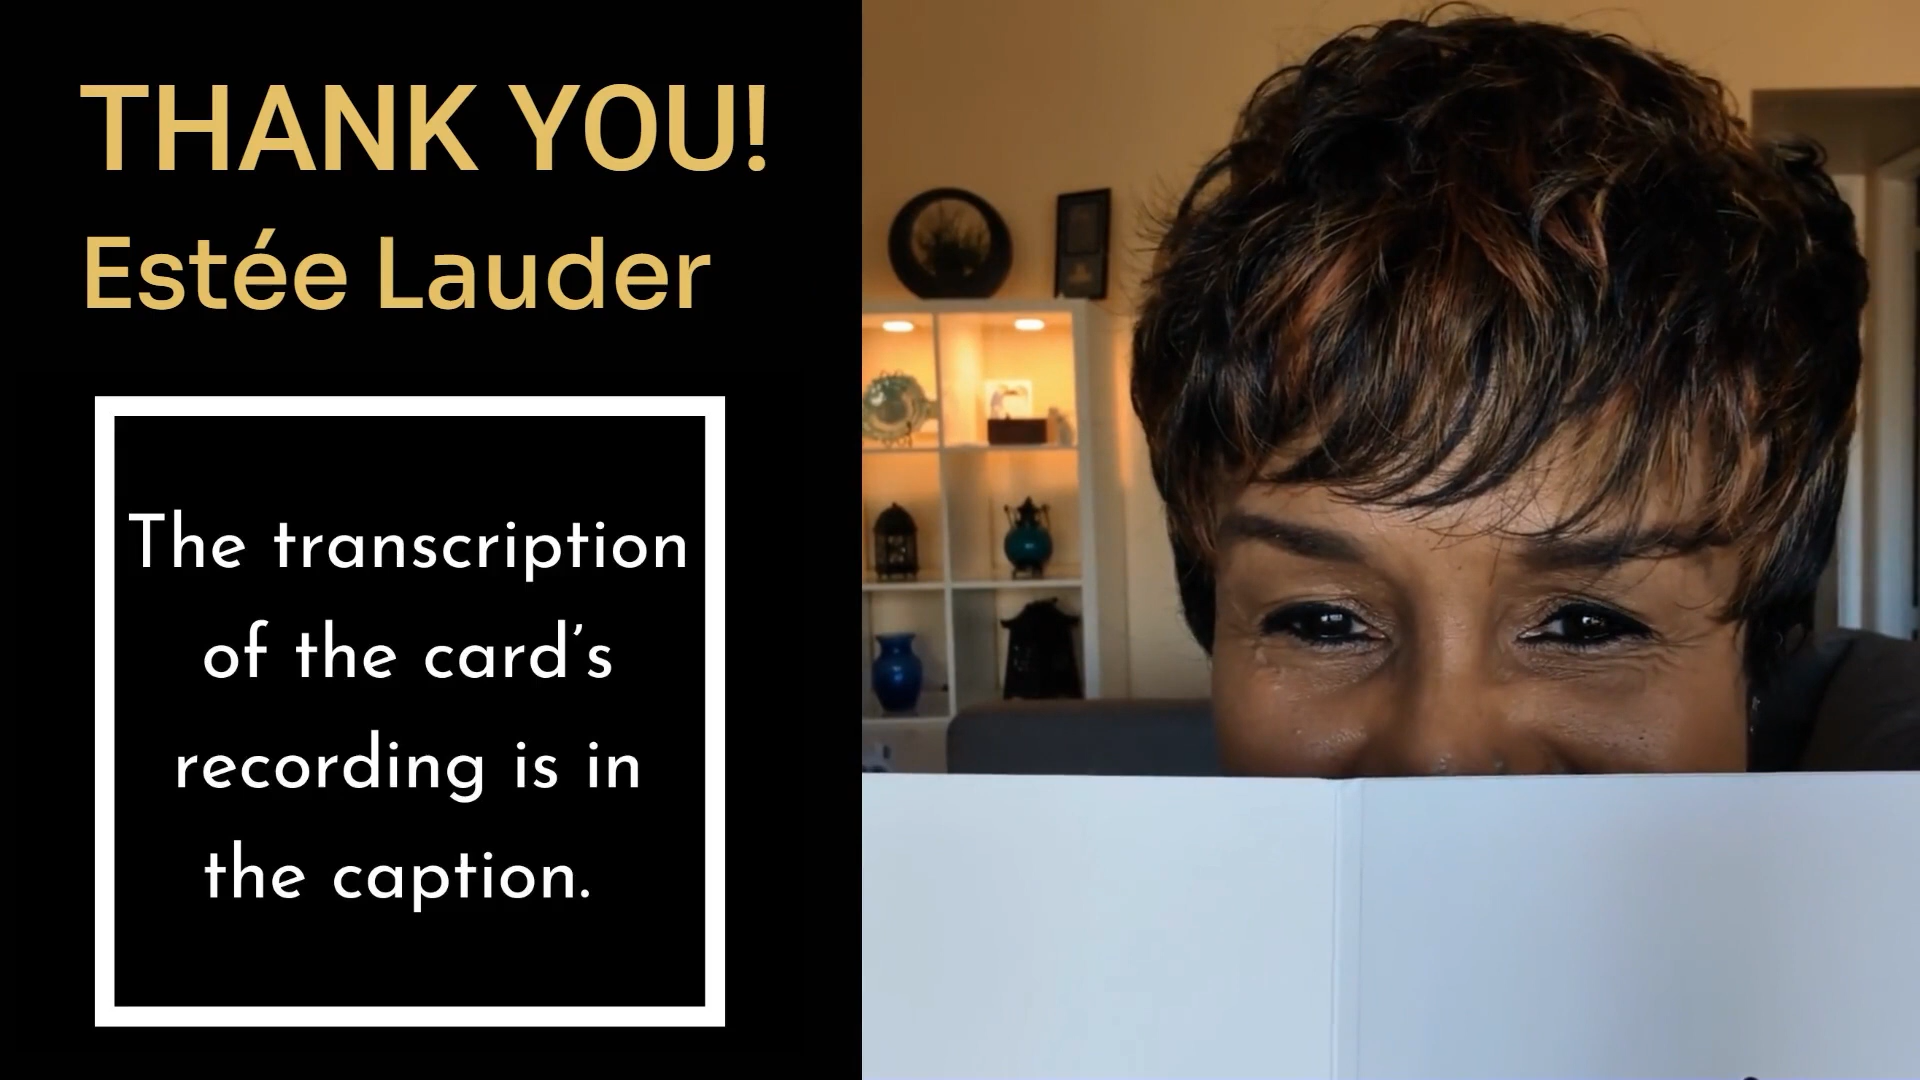 THANK YOU!
Estée Lauder
The transcription
of the card’s
recording is in
the caption.